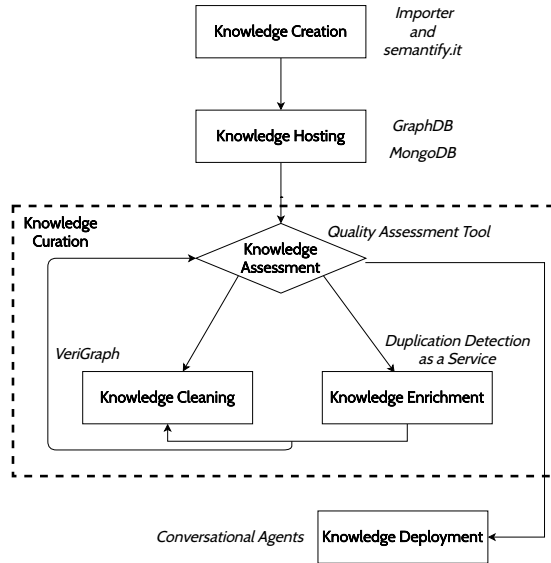 Knowledge Creation
Importer
and
semantify.it
Knowledge Hosting
GraphDB
MongoDB
Knowledge
Curation
Knowledge
Assessment
Quality Assessment Tool
VeriGraph
Duplication Detection
as a Service
Knowledge Cleaning
Knowledge Enrichment
Conversational Agents
Knowledge Deployment